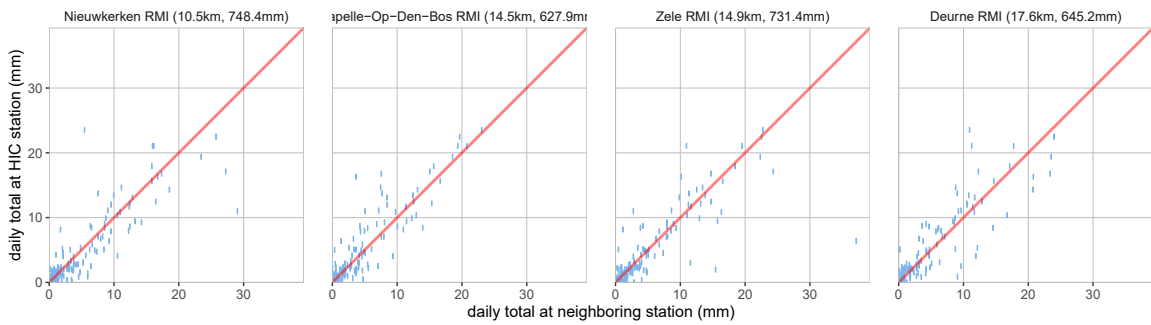 Nieuwkerken RMI (10.5km, 748.4mm)
apelle−Op−Den−Bos RMI (14.5km, 627.9m
Zele RMI (14.9km, 731.4mm)
Deurne RMI (17.6km, 645.2mm)
daily total at HIC station (mm)
30
20
10
0
0 10 20 30
0 10 20 30
0 10 20 30
0 10 20 30
daily total at neighboring station (mm)